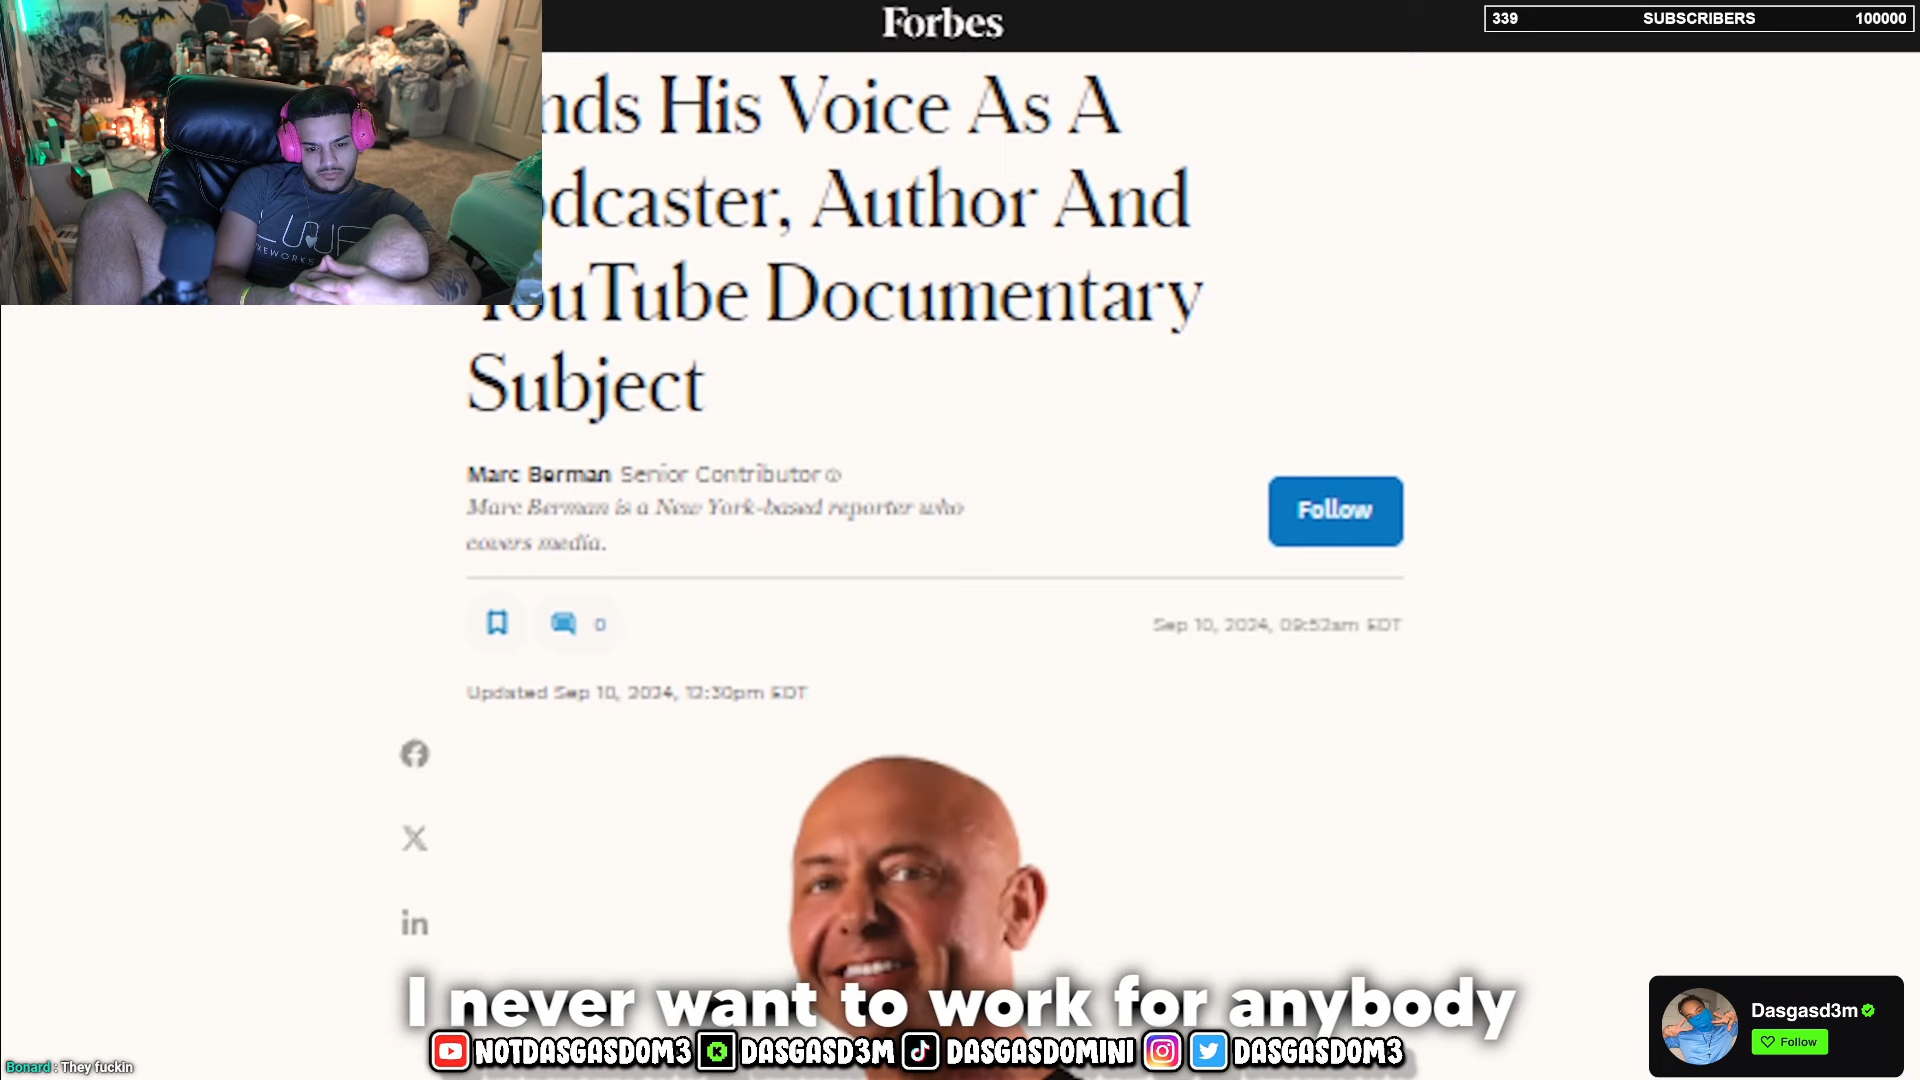 Forbes
339 SUBSCRIBERS 100000
nds His Voice As A
dcaster, Author And
YouTube Documentary
Subject
Marc Berman Senior Contributor
Marc Berman is a New York-based reporter who
covers media.
Follow
0
Sep 10, 2024, 09:52am EDT
Updated Sep 10, 2024, 12:30pm EDT
I never want to work for anybody
NOTDASGASDOM3 DASGASD3M DASGASDOMINI DASGASDOM3
Dasgasd3m
Follow
Bonard : They fuckin